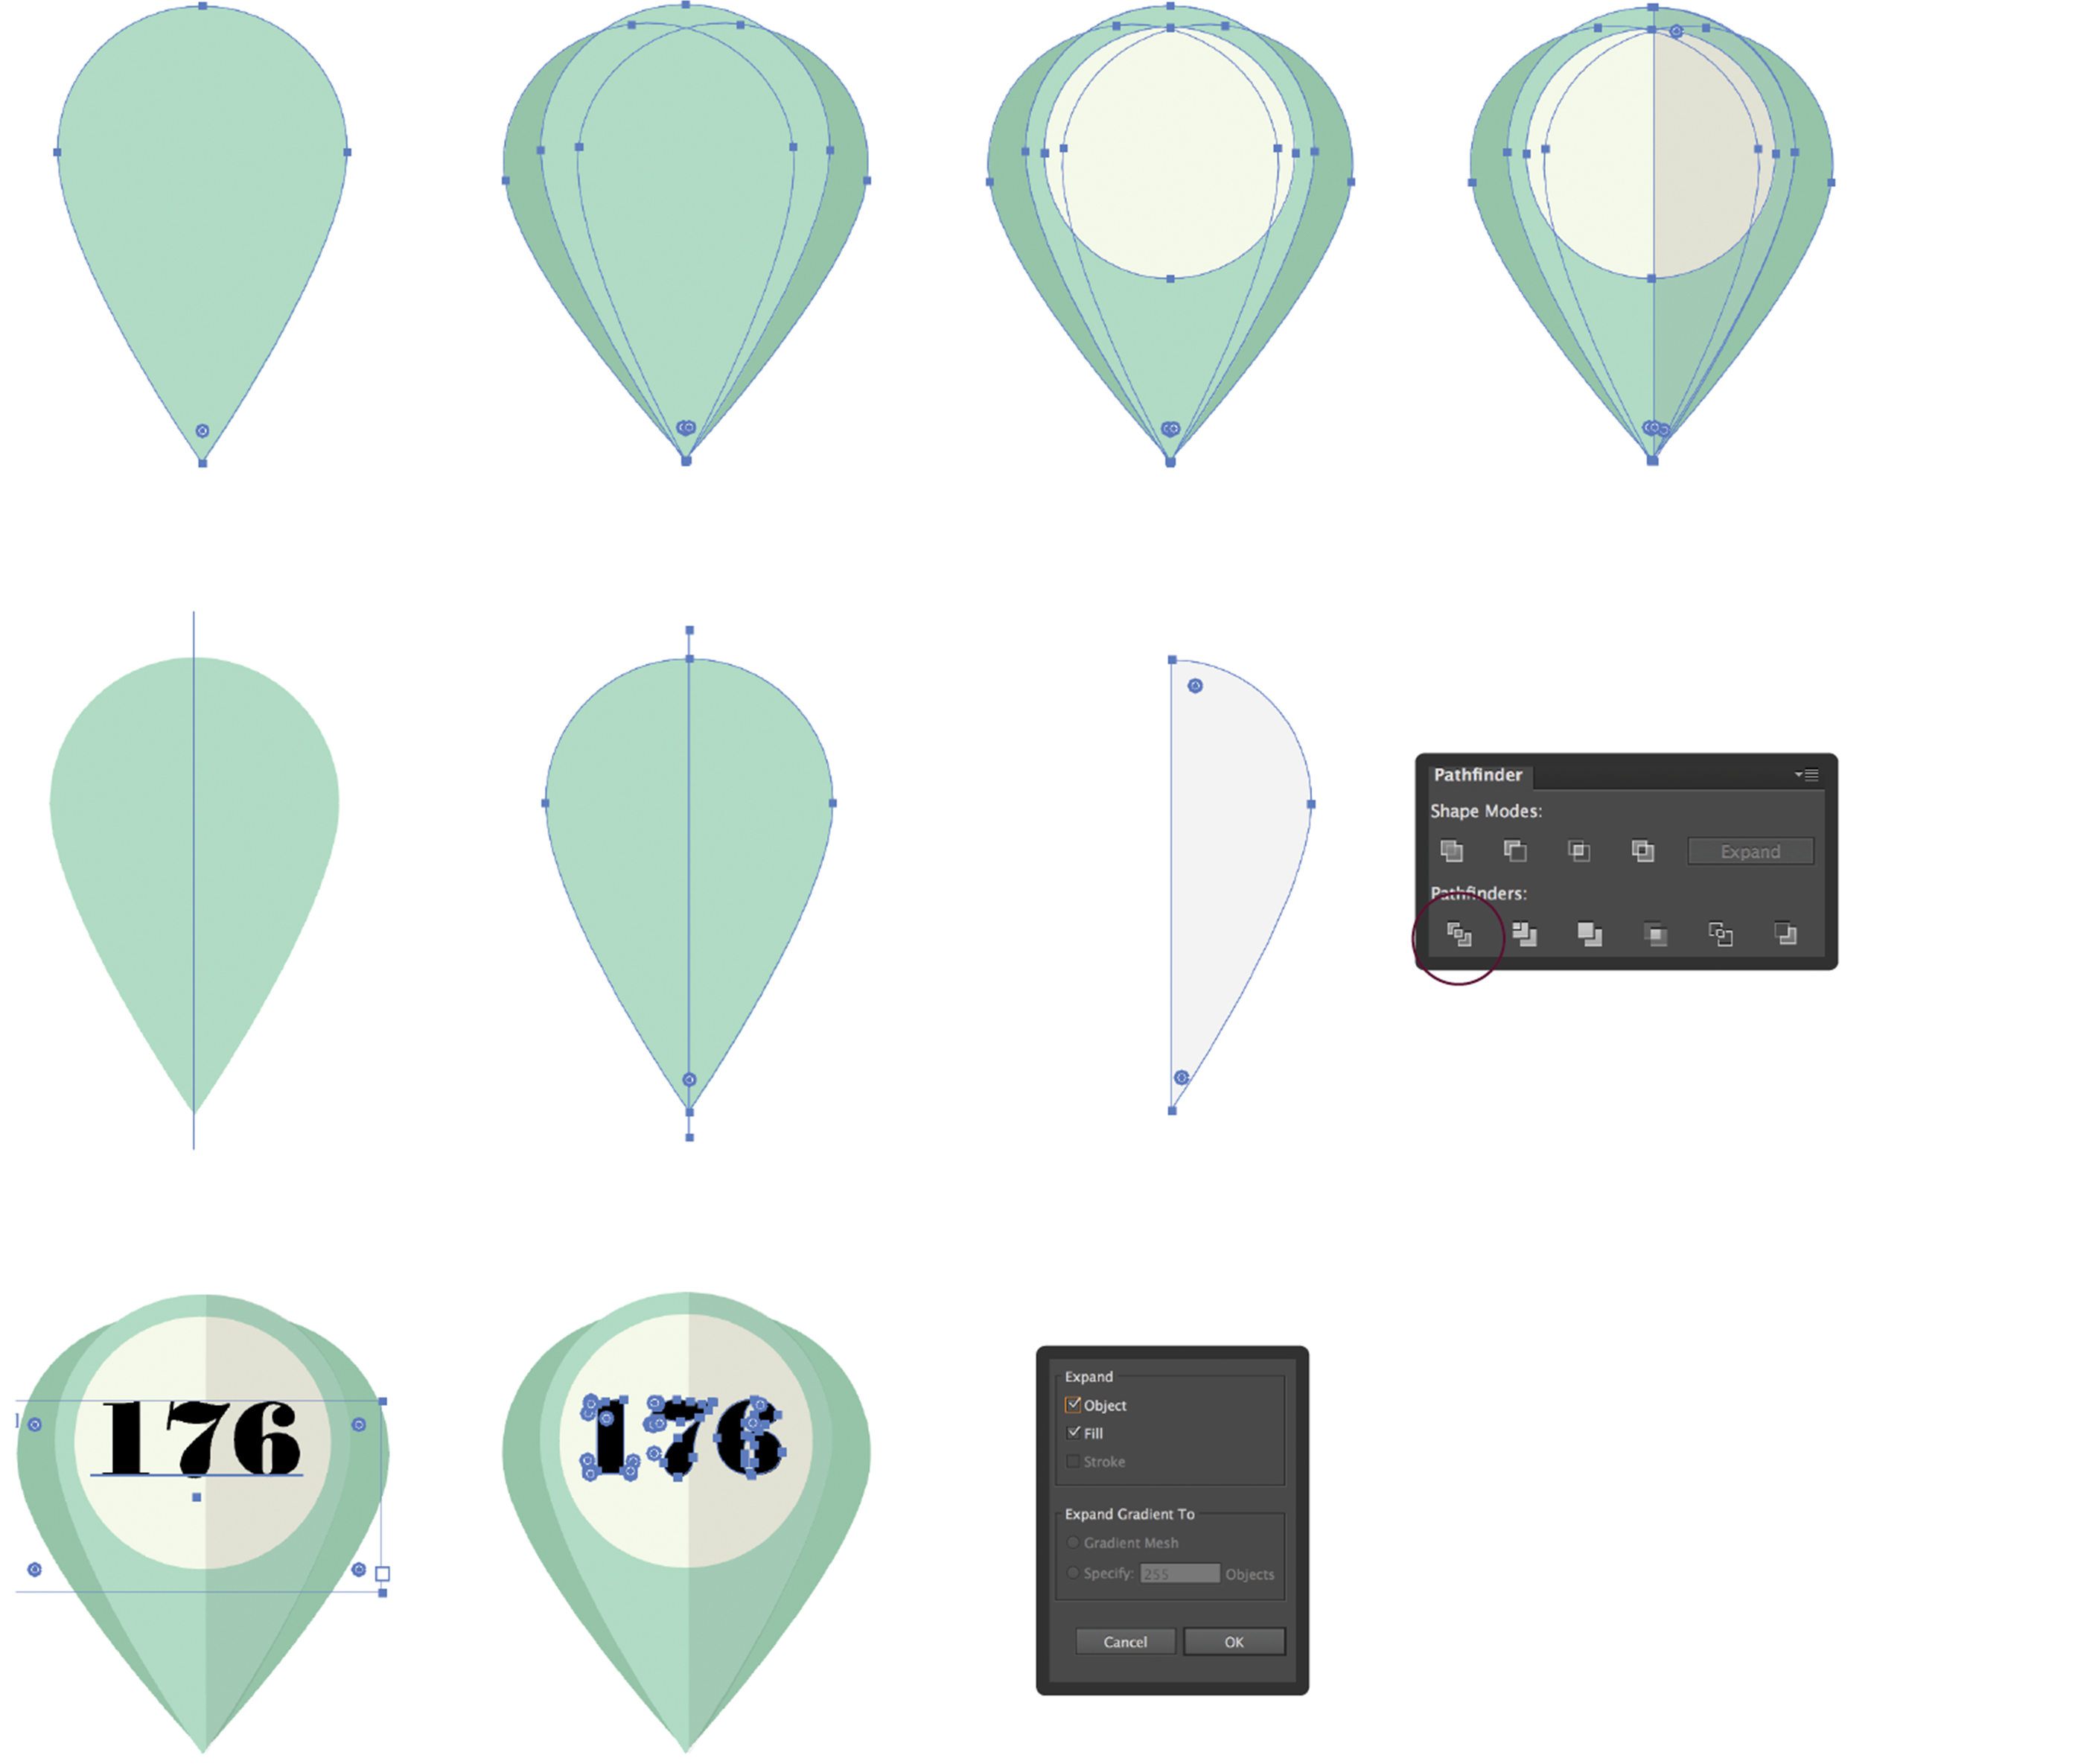 Pathfinder
Shape Modes:
Expand
Pathfinders:
176
176
Expand
Object
Fill
Stroke
Expand Gradient To
Gradient Mesh
Specify: 255 Objects
Cancel OK